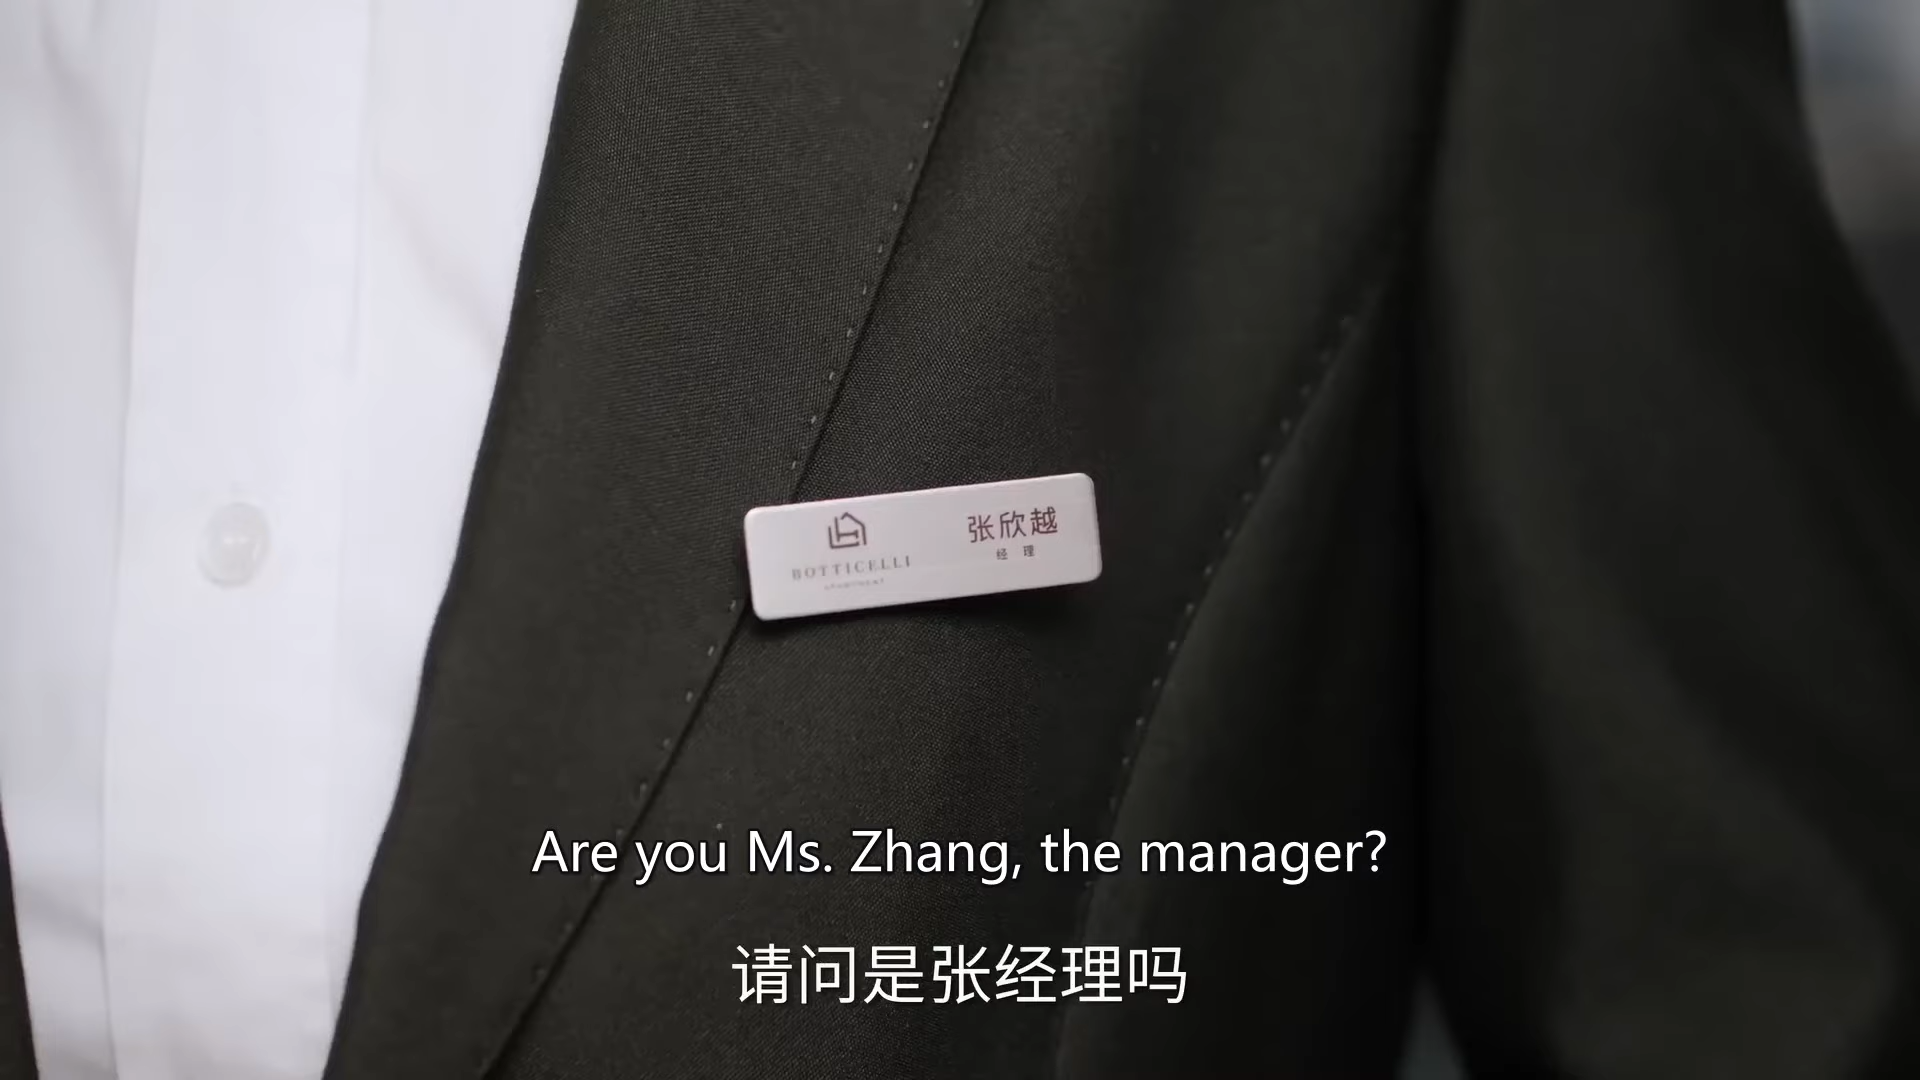 BOTTICELLI
张欣越
经理
Are you Ms. Zhang, the manager?
请问是张经理吗